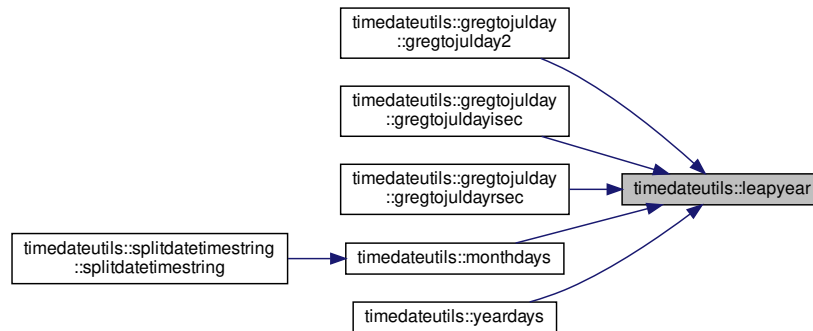 timedateutils::gregtojulday
::gregtojulday2
timedateutils::gregtojulday
::gregtojuldayisec
timedateutils::gregtojulday
::gregtojuldayrsec
timedateutils::leapyear
timedateutils::splitdatetimestring
::splitdatetimestring
timedateutils::monthdays
timedateutils::yeardays